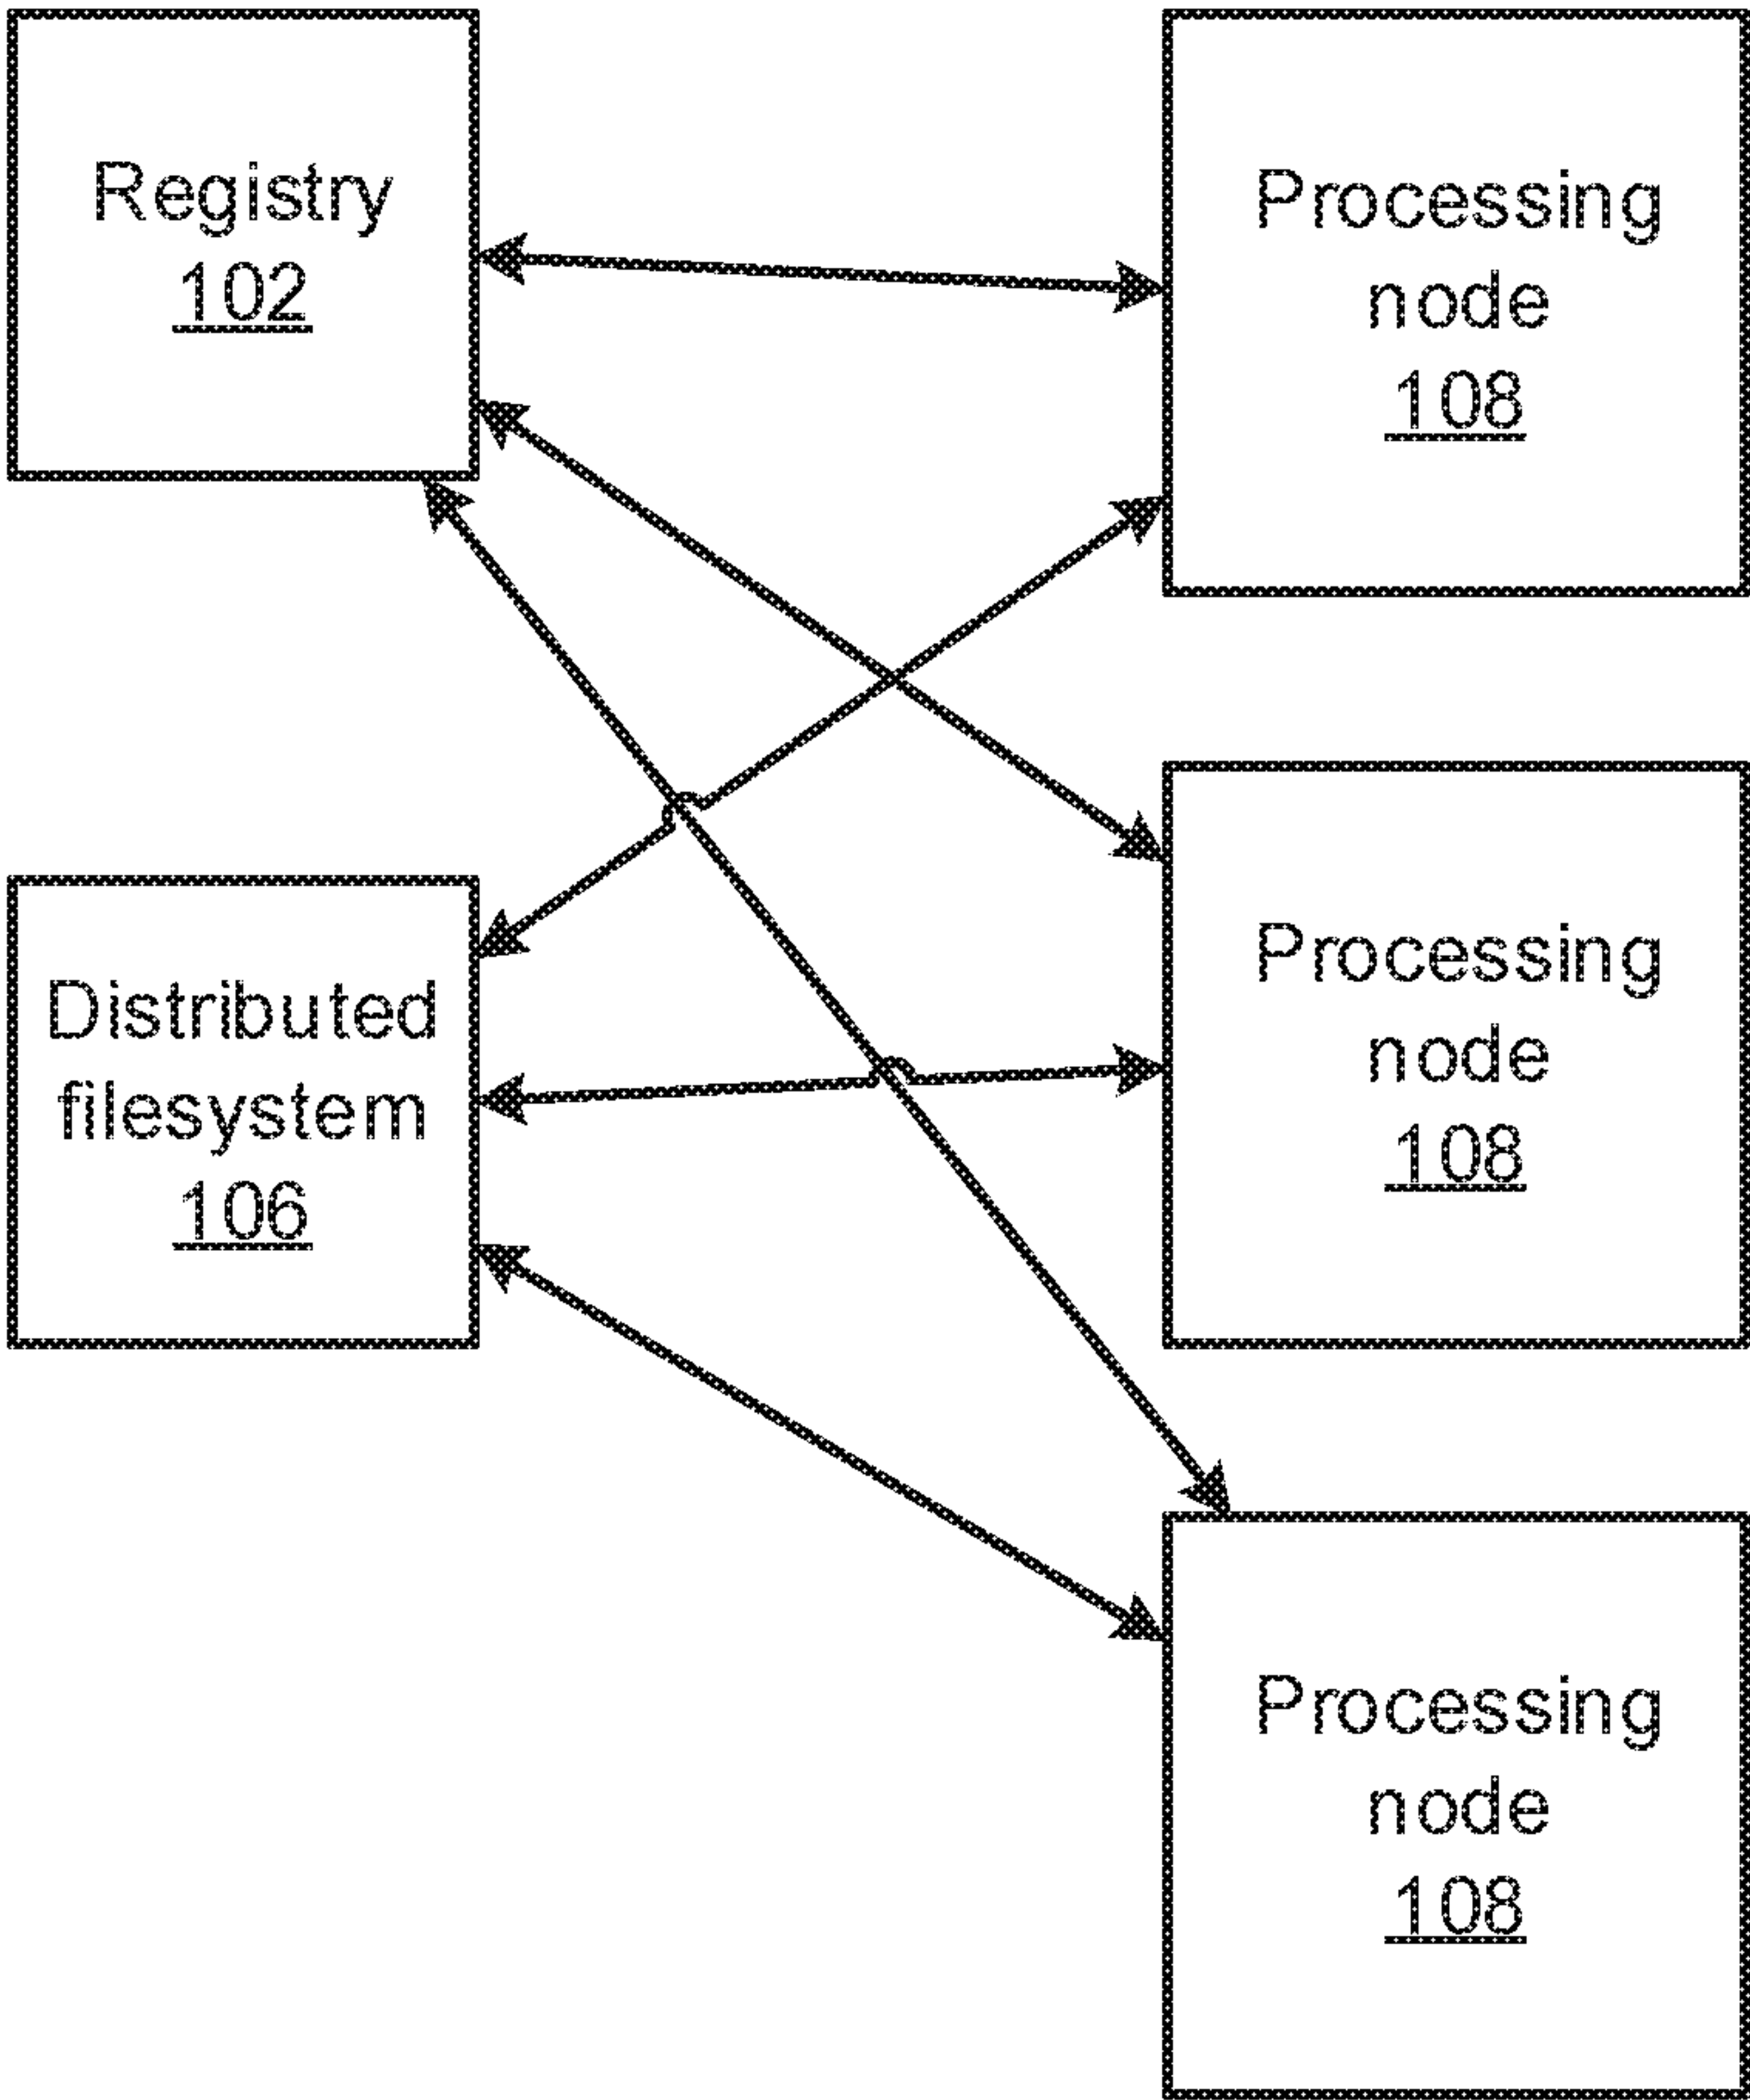 Registry
102
Processing
node
108
Distributed
filesystem
106
Processing
node
108
Processing
node
108